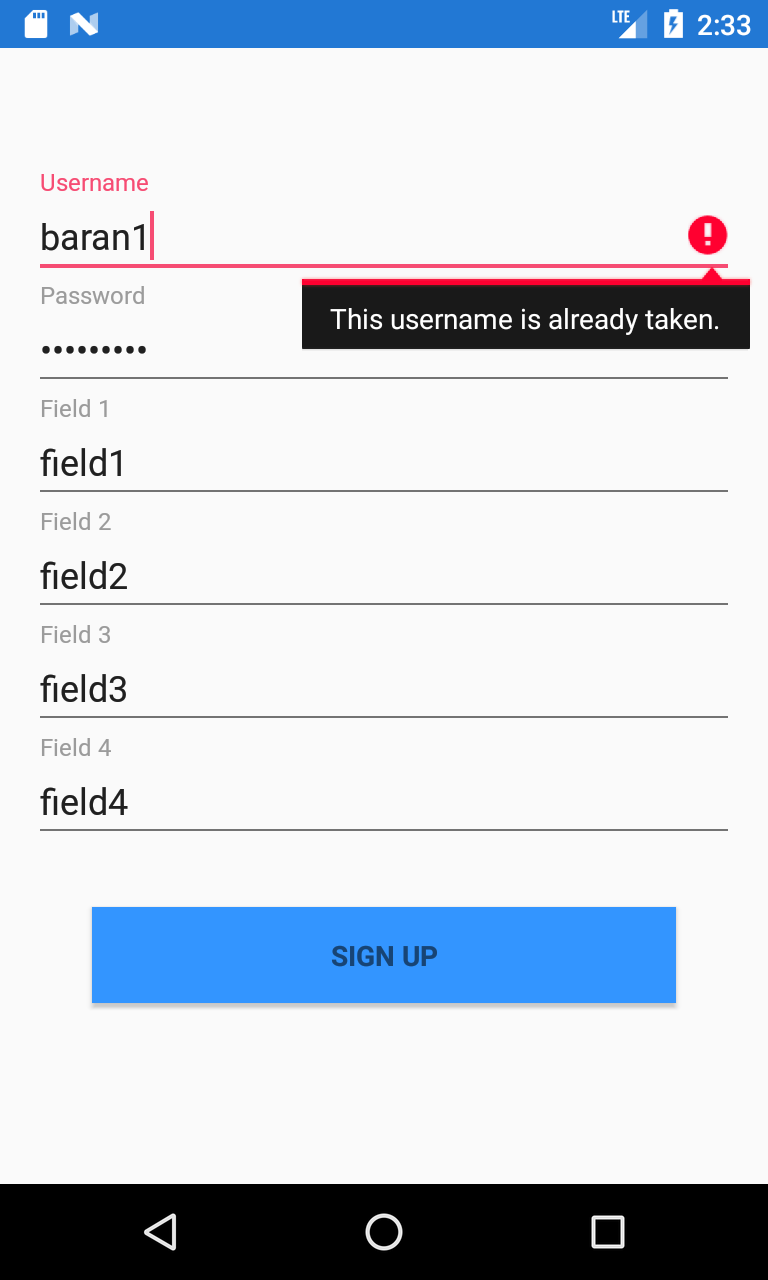 LTE 2:33
Username
baran1
Password
This username is already taken.
•••••••••
Field 1
field1
Field 2
field2
Field 3
field3
Field 4
field4
SIGN UP